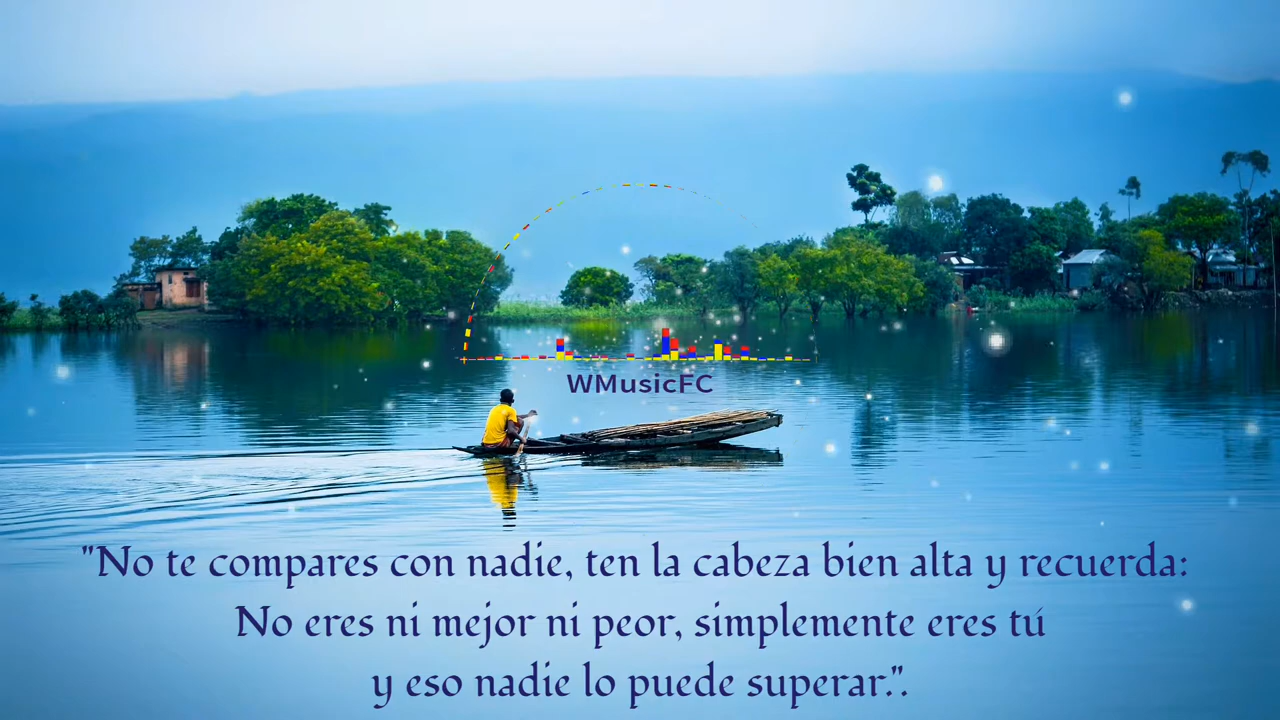 WMusicFC
"No te compares con nadie, ten la cabeza bien alta y recuerda:
No eres ni mejor ni peor, simplemente eres tú
y eso nadie lo puede superar.".